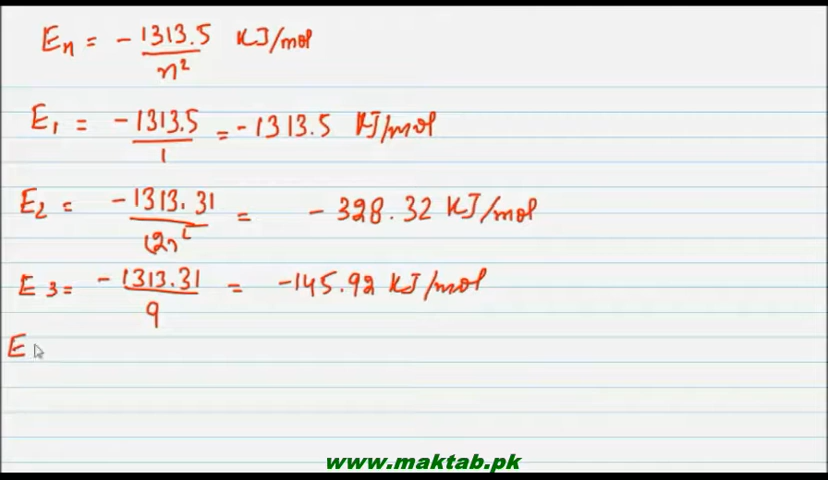 En = -1313.5/n² KJ/mol
E1 = -1313.5/1 = -1313.5 KJ/mol
E2 = -1313.31/(2)² = -328.32 KJ/mol
E3 = -1313.31/9 = -145.92 KJ/mol
E
www.maktab.pk